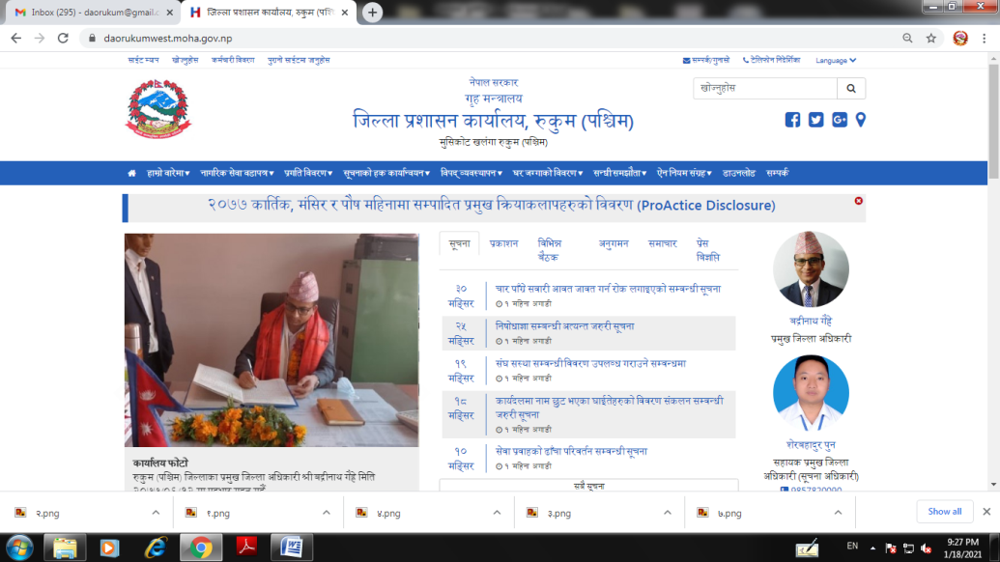 Inbox (295) - daorukum@gmail.c
जिल्ला प्रशासन कार्यालय, रुकुम (पश्चि
daorukumwest.moha.gov.np
साईट म्याप खोज्नुहोस कर्मचारी विवरण पुरानो साईटमा जानुहोस
सम्पर्क/गुनासो टेलिफोन निर्देशिका Language
नेपाल सरकार
गृह मन्त्रालय
जिल्ला प्रशासन कार्यालय, रुकुम (पश्चिम)
मुसिकोट खलंगा रुकुम (पश्चिम)
खोज्नुहोस
हाम्रो बारेमा नागरिक सेवा वडापत्र प्रगति विवरण सूचनाको हक कार्यान्वयन विपद् व्यवस्थापन घर जग्गाको विवरण सन्धी सम्झौता ऐन नियम संग्रह डाउनलोड सम्पर्क
२०७७ कार्तिक, मंसिर र पौष महिनामा सम्पादित प्रमुख क्रियाकलापहरुको विवरण (ProActice Disclosure)
सूचना प्रकाशन विभिन्न बैठक अनुगमन समाचार प्रेस विज्ञप्ति
३० मङ्सिर
चार पाग्रे सवारी आवत जावत गर्न रोक लगाइएको सम्बन्धी सूचना
१ महिना अगाडी
२५ मङ्सिर
निषेधाज्ञा सम्बन्धी अत्यन्त जरुरी सूचना
१ महिना अगाडी
१९ मङ्सिर
संघ सस्था सम्बन्धी विवरण उपलब्ध गराउने सम्बन्धमा
१ महिना अगाडी
१८ मङ्सिर
कार्यदलमा नाम छुट भएका घाईतेहरुको विवरण संकलन सम्बन्धी
जरुरी सूचना
१ महिना अगाडी
१० मङ्सिर
सेवा प्रवाहको ढाँचा परिवर्तन सम्बन्धी सूचना
१ महिना अगाडी
सबै सूचना
बद्रीनाथ गैह्रे
प्रमुख जिल्ला अधिकारी
शेरबहादुर पुन
सहायक प्रमुख जिल्ला
अधिकारी (सूचना अधिकारी)
9857820090
कार्यालय फोटो
रुकुम (पश्चिम) जिल्लाका प्रमुख जिल्ला अधिकारी श्री बद्रीनाथ गैह्रे मिति
२.png १.png ४.png ३.png ७.png Show all
EN
9:27 PM
1/18/2021